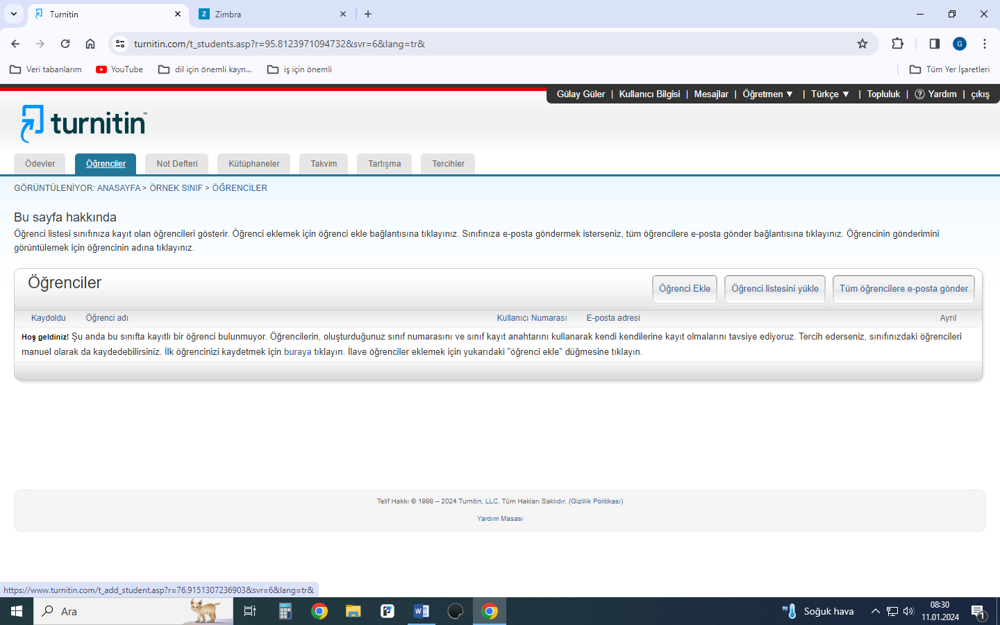 Turnitin
Zimbra
turnitin.com/t_students.asp?r=95.8123971094732&svr=6&lang=tr&
G
Veri tabanlarım
YouTube
dil için önemli kayn...
iş için önemli
Tüm Yer İşaretleri
Gülay Güler | Kullanıcı Bilgisi | Mesajlar | Öğretmen ▼ | Türkçe ▼ | Topluluk | ? Yardım | çıkış
turnitin™
Ödevler
Öğrenciler
Not Defteri
Kütüphaneler
Takvim
Tartışma
Tercihler
GÖRÜNTÜLENİYOR: ANASAYFA > ÖRNEK SINIF > ÖĞRENCİLER
Bu sayfa hakkında
Öğrenci listesi sınıfınıza kayıt olan öğrencileri gösterir. Öğrenci eklemek için öğrenci ekle bağlantısına tıklayınız. Sınıfınıza e-posta göndermek isterseniz, tüm öğrencilere e-posta gönder bağlantısına tıklayınız. Öğrencinin gönderimini
görüntülemek için öğrencinin adına tıklayınız.
Öğrenciler
Öğrenci Ekle
Öğrenci listesini yükle
Tüm öğrencilere e-posta gönder
Kaydoldu
Öğrenci adı
Kullanıcı Numarası
E-posta adresi
Ayrıl
Hoş geldiniz! Şu anda bu sınıfta kayıtlı bir öğrenci bulunmuyor. Öğrencilerin, oluşturduğunuz sınıf numarasını ve sınıf kayıt anahtarını kullanarak kendi kendilerine kayıt olmalarını tavsiye ediyoruz. Tercih ederseniz, sınıfınızdaki öğrencileri
manuel olarak da kaydedebilirsiniz. İlk öğrencinizi kaydetmek için buraya tıklayın. İlave öğrenciler eklemek için yukarıdaki "öğrenci ekle" düğmesine tıklayın.
Telif Hakkı © 1998 – 2024 Turnitin, LLC. Tüm Hakları Saklıdır. (Gizlilik Politikası)
Yardım Masası
https://www.turnitin.com/t_add_student.asp?r=76.9151307236903&svr=6&lang=tr&
Ara
Soğuk hava
08:30
11.01.2024
1